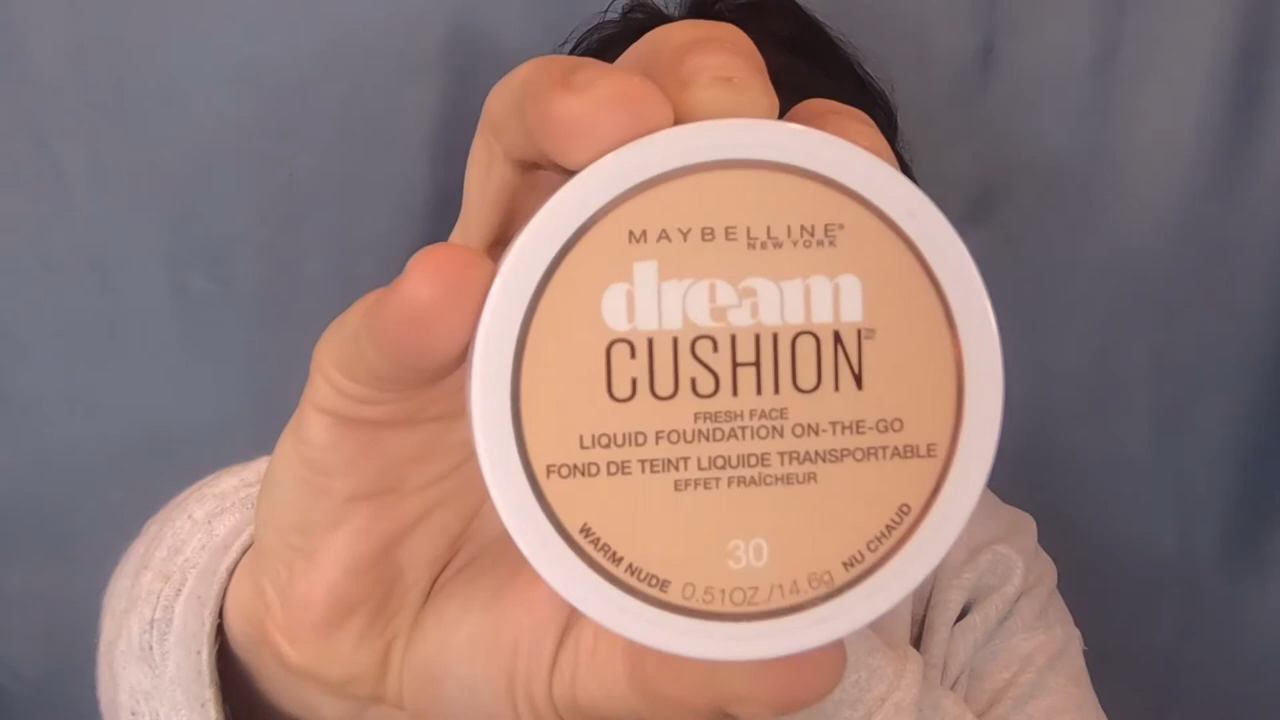 MAYBELLINE®
NEW YORK
dream
CUSHION™
FRESH FACE
LIQUID FOUNDATION ON-THE-GO
FOND DE TEINT LIQUIDE TRANSPORTABLE
EFFET FRAÎCHEUR
30
WARM NUDE 0.51OZ./14.6g NU CHAUD